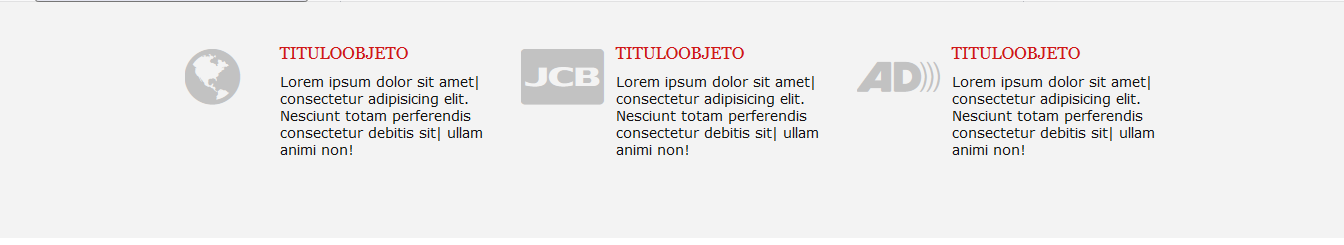 TITULOOBJETO
Lorem ipsum dolor sit amet|
consectetur adipisicing elit.
Nesciunt totam perferendis
consectetur debitis sit| ullam
animi non!
JCB
TITULOOBJETO
Lorem ipsum dolor sit amet|
consectetur adipisicing elit.
Nesciunt totam perferendis
consectetur debitis sit| ullam
animi non!
AD)))
TITULOOBJETO
Lorem ipsum dolor sit amet|
consectetur adipisicing elit.
Nesciunt totam perferendis
consectetur debitis sit| ullam
animi non!